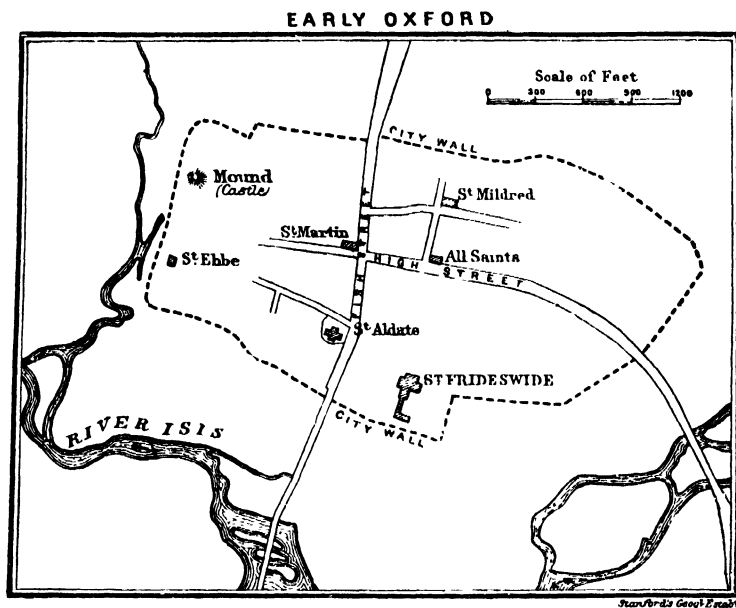 EARLY OXFORD
Scale of Feet
0 300 600 900 1200
CITY WALL
Mound
(Castle)
St Mildred
St Martin
St Ebbe
All Saints
HIGH STREET
St Aldate
ST FRIDESWIDE
CITY WALL
RIVER ISIS
Stanford's Geogl. Estab